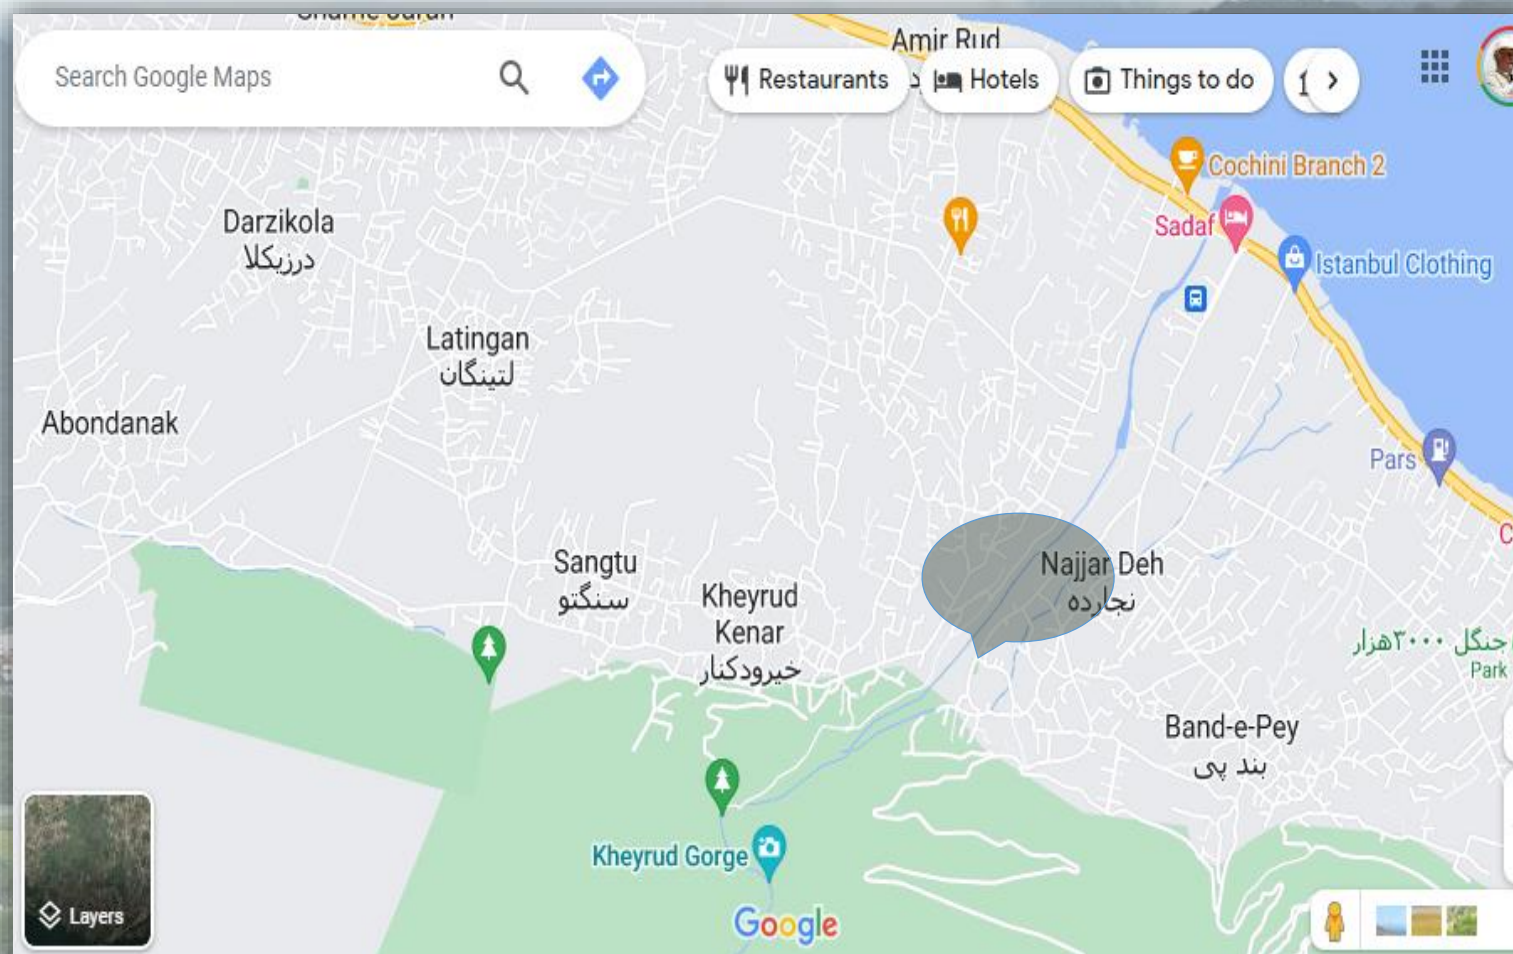 Search Google Maps
Restaurants
Hotels
Things to do
Amir Rud
Cochini Branch 2
Sadaf
Istanbul Clothing
Darzikola
درزیکلا
Latingan
لتینگان
Abondanak
Pars
Sangtu
سنگتو
Kheyrud
Kenar
خیرودکنار
Najjar Deh
نجارده
جنگل ۳۰۰۰هزار
Park
Band-e-Pey
بند پی
Kheyrud Gorge
Layers
Google